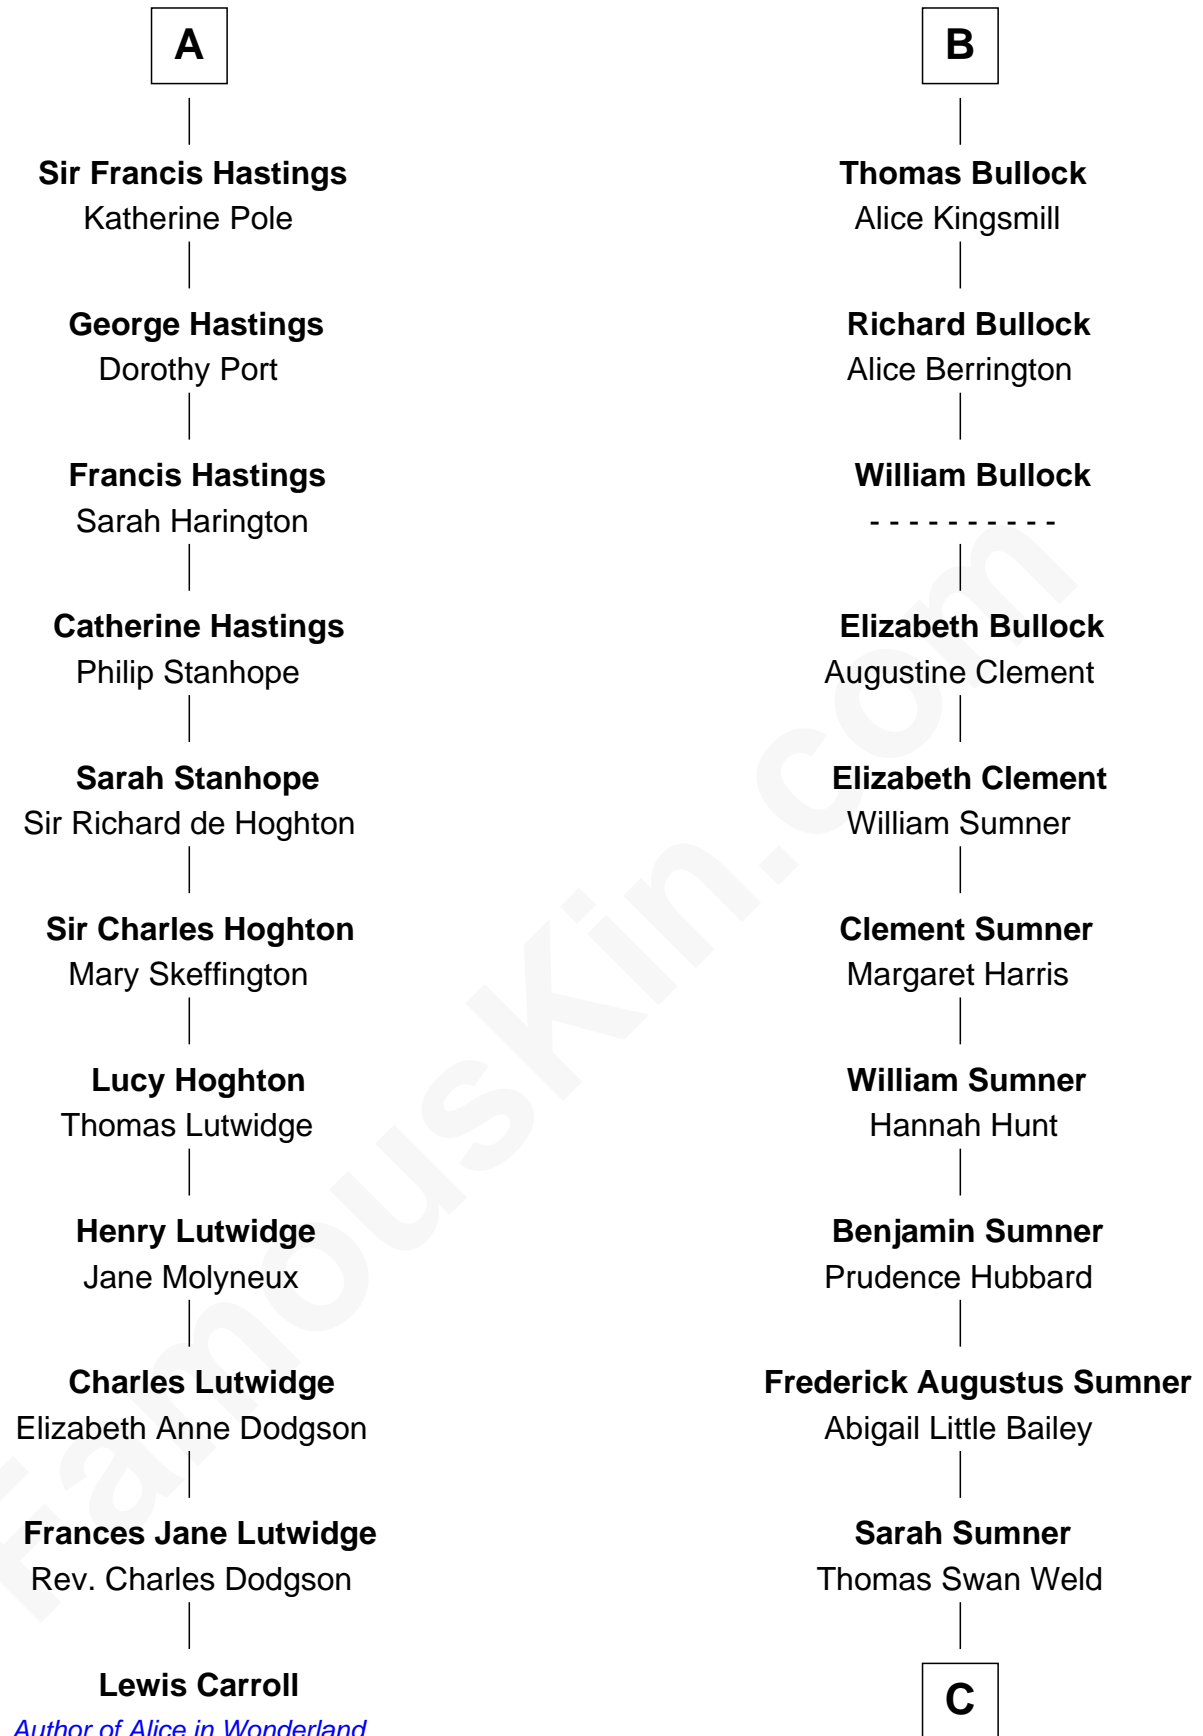 A
Sir Francis Hastings
Katherine Pole
George Hastings
Dorothy Port
Francis Hastings
Sarah Harington
Catherine Hastings
Philip Stanhope
Sarah Stanhope
Sir Richard de Hoghton
Sir Charles Hoghton
Mary Skeffington
Lucy Hoghton
Thomas Lutwidge
Henry Lutwidge
Jane Molyneux
Charles Lutwidge
Elizabeth Anne Dodgson
Frances Jane Lutwidge
Rev. Charles Dodgson
Lewis Carroll
Author of Alice in Wonderland
B
Thomas Bullock
Alice Kingsmill
Richard Bullock
Alice Berrington
William Bullock
- - - - - - - - - -
Elizabeth Bullock
Augustine Clement
Elizabeth Clement
William Sumner
Clement Sumner
Margaret Harris
William Sumner
Hannah Hunt
Benjamin Sumner
Prudence Hubbard
Frederick Augustus Sumner
Abigail Little Bailey
Sarah Sumner
Thomas Swan Weld
C
FamousKin.com